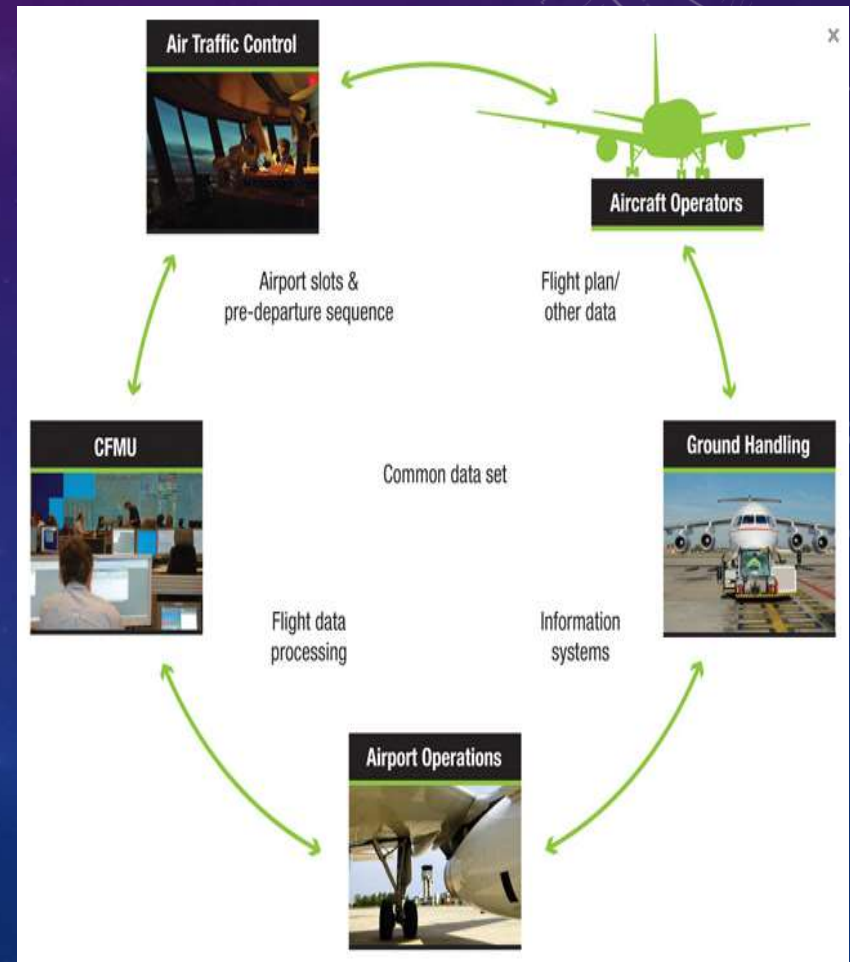 Air Traffic Control
x
Aircraft Operators
Airport slots &
pre-departure sequence
Flight plan/
other data
CFMU
Ground Handling
Common data set
Flight data
processing
Information
systems
Airport Operations